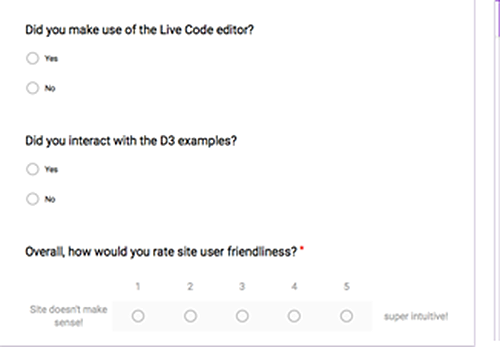 Did you make use of the Live Code editor?
Yes
No
Did you interact with the D3 examples?
Yes
No
Overall, how would you rate site user friendliness? *
1 2 3 4 5
Site doesn't make
sense!
super intuitive!